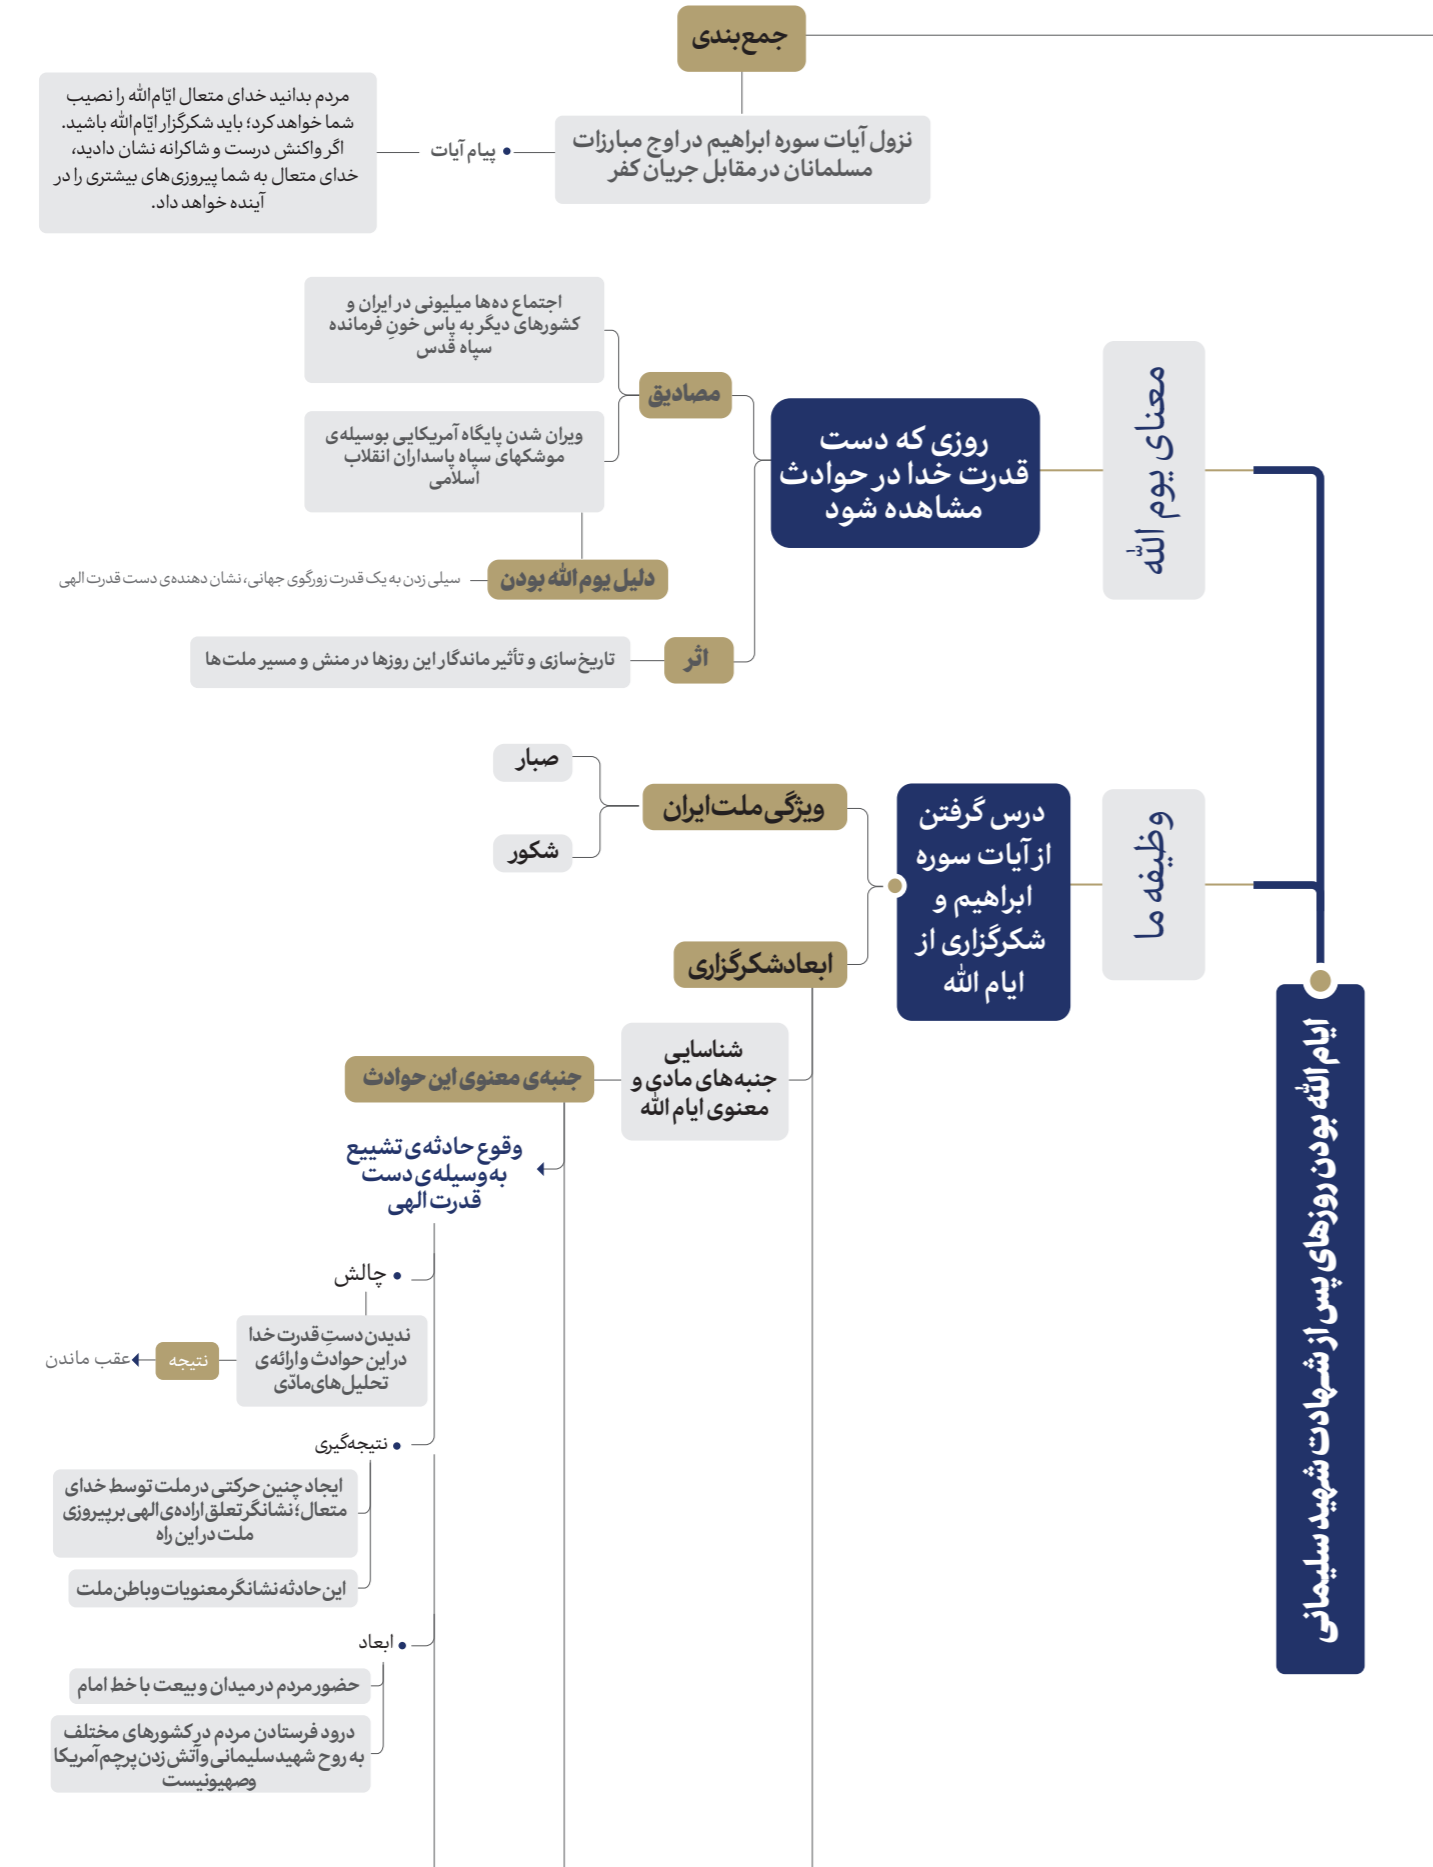 جمع‌بندی
نزول آیات سوره ابراهیم در اوج مبارزات
مسلمانان در مقابل جریان کفر
پیام آیات
مردم بدانید خدای متعال ایّام‌الله را نصیب
شما خواهد کرد؛ باید شکرگزار ایّام‌الله باشید.
اگر واکنش درست و شاکرانه نشان دادید،
خدای متعال به شما پیروزی‌های بیشتری را در
آینده خواهد داد.
ایام الله بودن روزهای پس از شهادت شهید سلیمانی
معنای یوم الله
روزی که دست
قدرت خدا در حوادث
مشاهده شود
مصادیق
اجتماع ده‌ها میلیونی در ایران و
کشورهای دیگر به پاس خونِ فرمانده
سپاه قدس
ویران شدن پایگاه آمریکایی بوسیله‌ی
موشکهای سپاه پاسداران انقلاب
اسلامی
دلیل یوم الله بودن
سیلی زدن به یک قدرت زورگوی جهانی، نشان دهنده‌ی دست قدرت الهی
اثر
تاریخ‌سازی و تأثیر ماندگار این روزها در منش و مسیر ملت‌ها
وظیفه ما
درس گرفتن
از آیات سوره
ابراهیم و
شکرگزاری از
ایام الله
ویژگی ملت ایران
صبار
شکور
ابعاد شکرگزاری
شناسایی
جنبه‌های مادی و
معنوی ایام الله
جنبه‌ی معنوی این حوادث
وقوع حادثه‌ی تشییع
به‌وسیله‌ی دست
قدرت الهی
چالش
ندیدن دستِ قدرت خدا
در این حوادث و ارائه‌ی
تحلیل‌های مادّی
نتیجه
عقب ماندن
نتیجه‌گیری
ایجاد چنین حرکتی در ملت توسط خدای
متعال؛ نشانگر تعلق اراده‌ی الهی بر پیروزی
ملت در این راه
این حادثه نشانگر معنویات و باطن ملت
ابعاد
حضور مردم در میدان و بیعت با خط امام
درود فرستادن مردم در کشورهای مختلف
به روح شهید سلیمانی و آتش زدن پرچم آمریکا
و صهیونیست